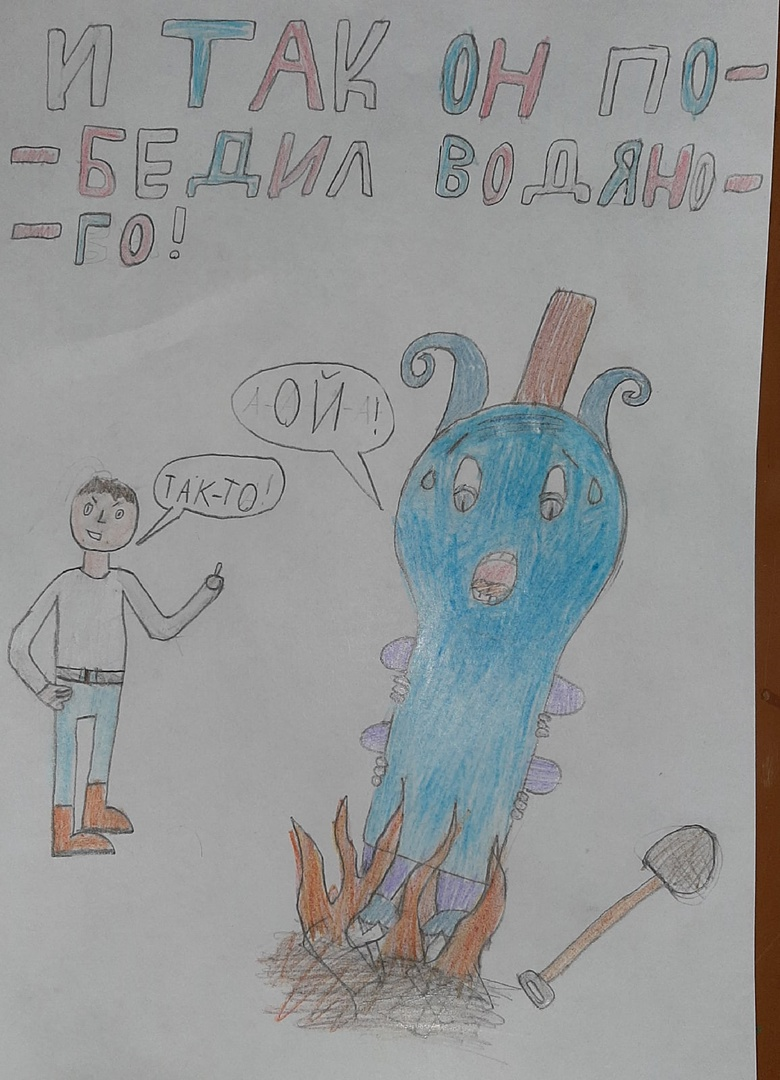 И ТАК ОН ПО-
-БЕДИЛ ВОДЯНО-
-ГО!
А-ОЙ-А!
ТАК-ТО!